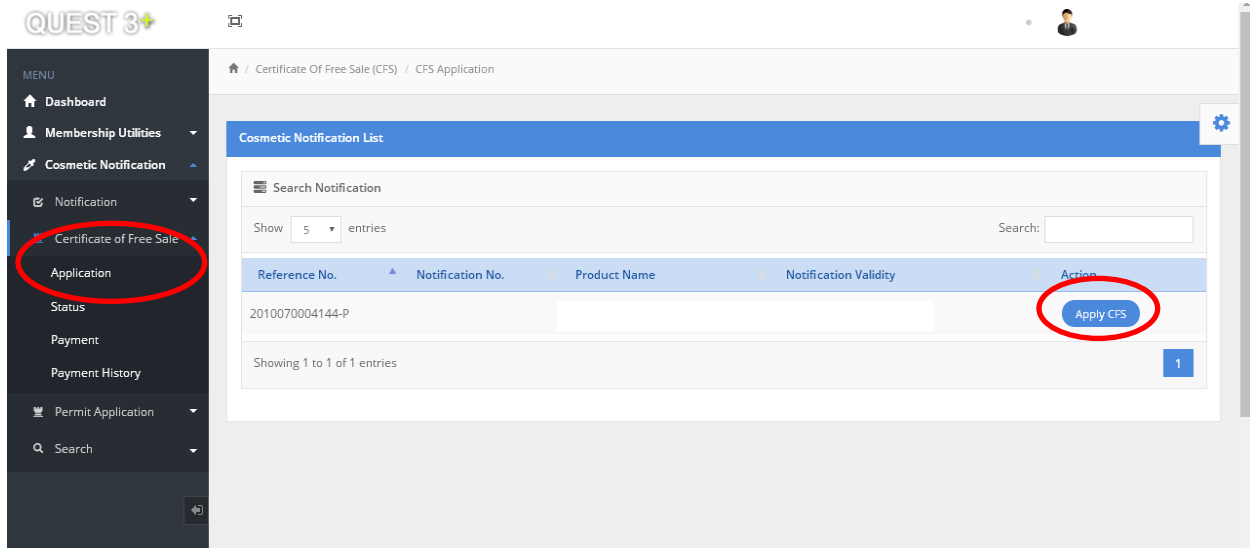 QUEST 3+
MENU
Dashboard
Membership Utilities
Cosmetic Notification
Notification
Certificate of Free Sale
Application
Status
Payment
Payment History
Permit Application
Search
/ Certificate Of Free Sale (CFS) / CFS Application
Cosmetic Notification List
Search Notification
Show 5 entries Search:
Reference No. Notification No. Product Name Notification Validity Action
2010070004144-P Apply CFS
Showing 1 to 1 of 1 entries 1